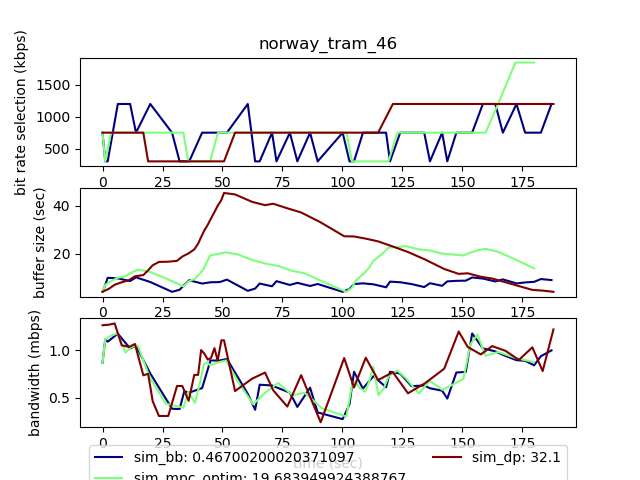 norway_tram_46
bit rate selection (kbps)
1500
1000
500
0 25 50 75 100 125 150 175
buffer size (sec)
40
20
0 25 50 75 100 125 150 175
bandwidth (mbps)
1.0
0.5
0 25 50 75 100 125 150 175
time (sec)
sim_bb: 0.46700200020371097
sim_dp: 32.1
sim_mpc_optim: 19.683949924388767